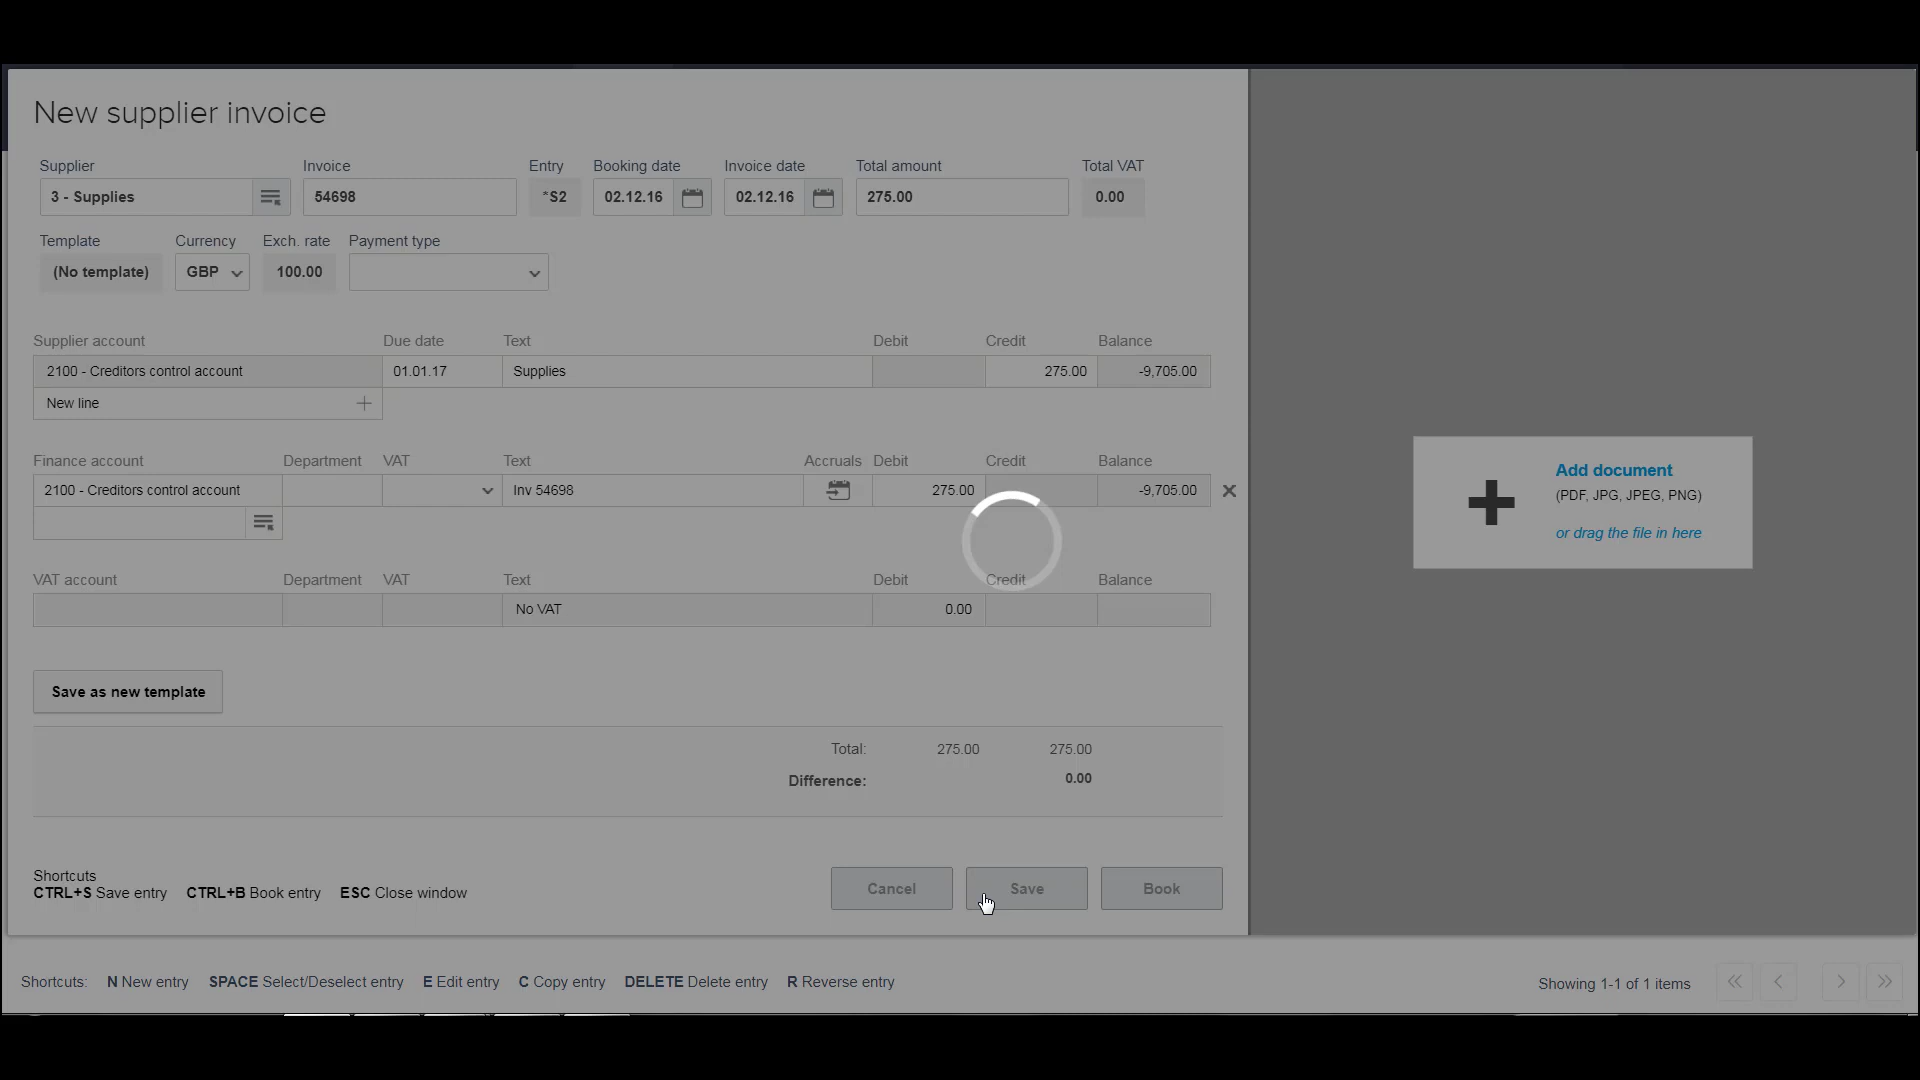 New supplier invoice
Supplier Invoice Entry Booking date Invoice date Total amount Total VAT
3 - Supplies 54698 *S2 02.12.16 02.12.16 275.00 0.00
Template Currency Exch. rate Payment type
(No template) GBP 100.00
Supplier account Due date Text Debit Credit Balance
2100 - Creditors control account 01.01.17 Supplies 275.00 -9,705.00
New line
Finance account Department VAT Text Accruals Debit Credit Balance
2100 - Creditors control account Inv 54698 275.00 -9,705.00
Add document
(PDF, JPG, JPEG, PNG)
or drag the file in here
VAT account Department VAT Text Debit Credit Balance
No VAT 0.00
Save as new template
Total: 275.00 275.00
Difference: 0.00
Shortcuts
CTRL+S Save entry CTRL+B Book entry ESC Close window
Cancel Save Book
Shortcuts: N New entry SPACE Select/Deselect entry E Edit entry C Copy entry DELETE Delete entry R Reverse entry
Showing 1-1 of 1 items